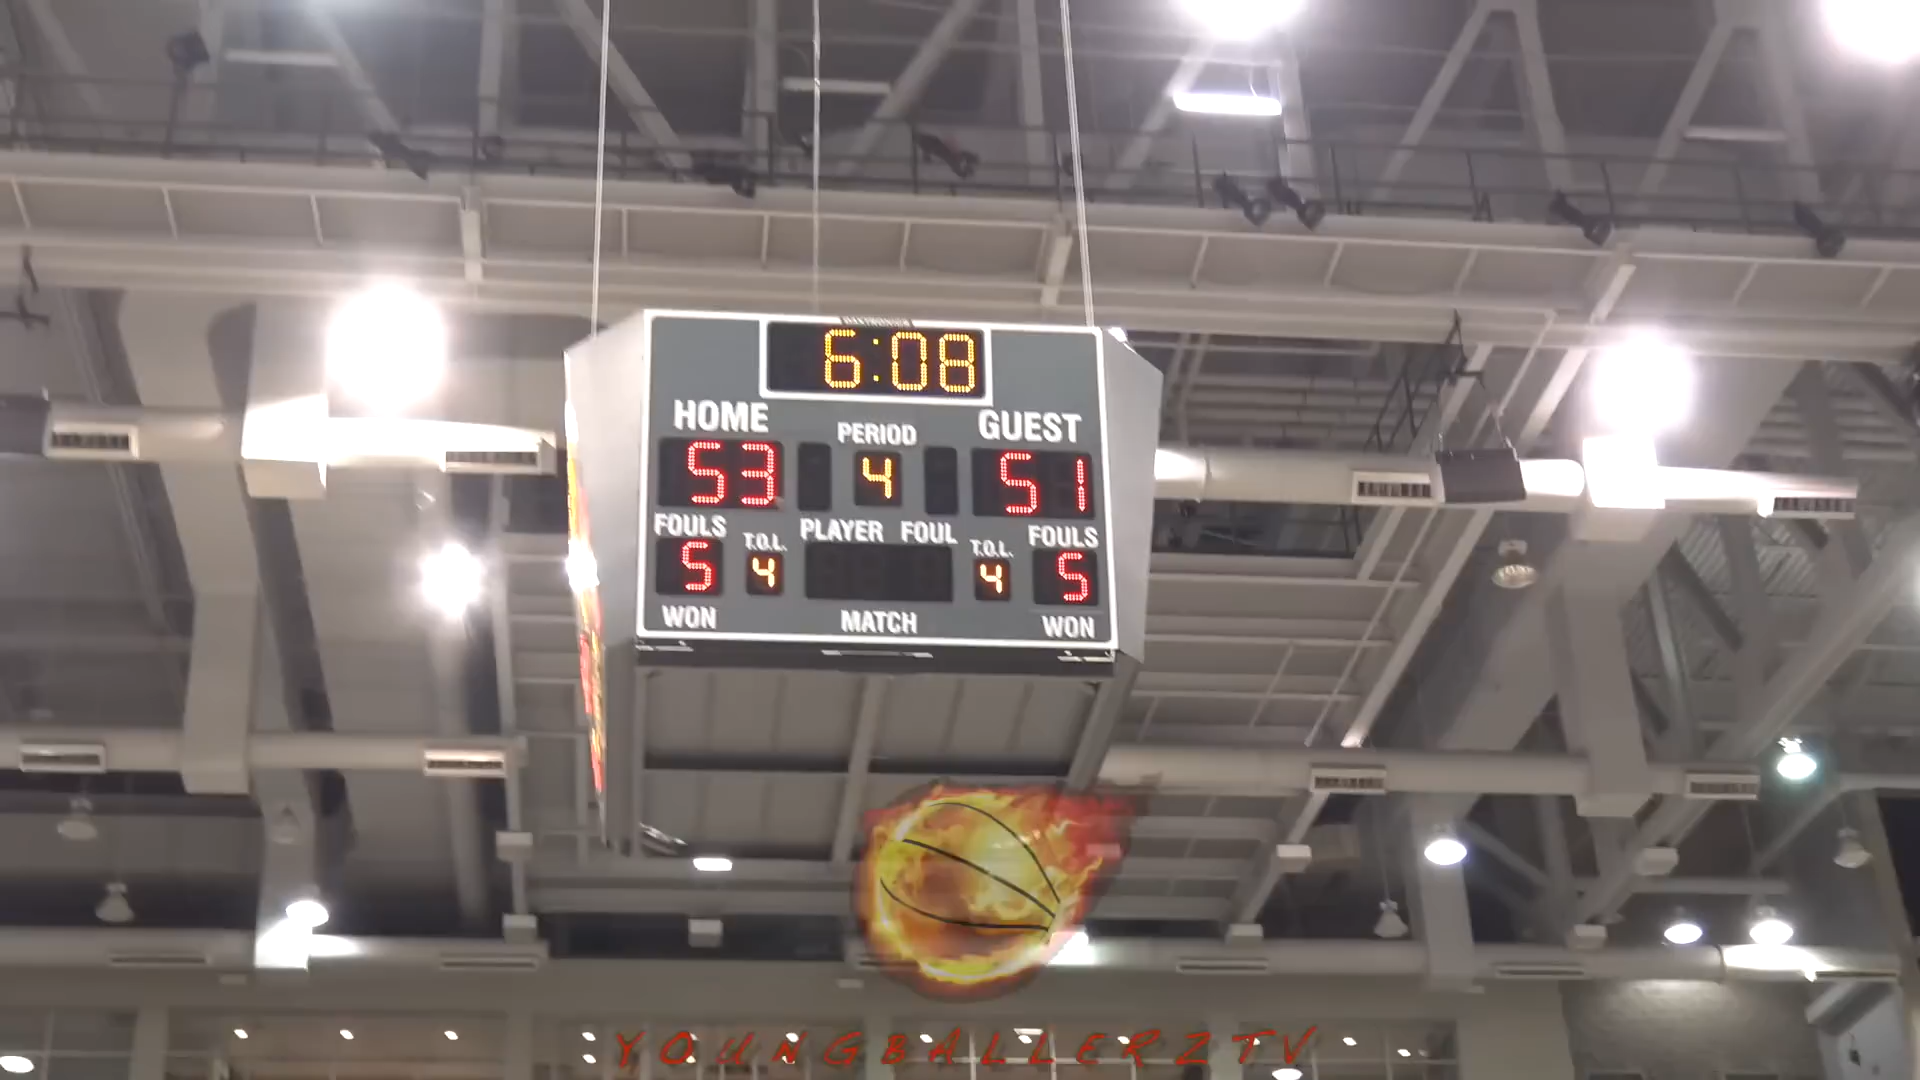 6:08
HOME PERIOD GUEST
53 4 51
FOULS T.O.L. PLAYER FOUL T.O.L. FOULS
5 4 4 5
WON MATCH WON
YOUNGBALLERZTV